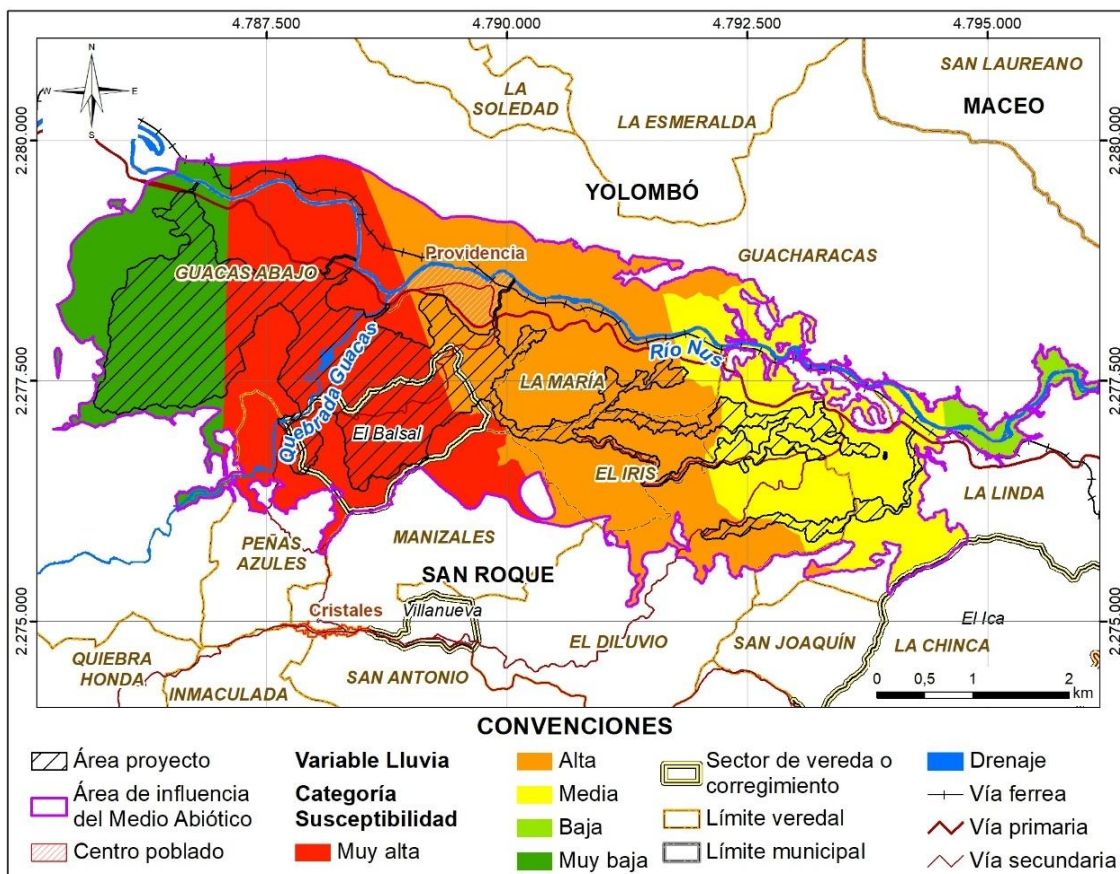 4.787.500 4.790.000 4.792.500 4.795.000
N
W E
S
2.280.000 2.280.000
SAN LAUREANO
MACEO
LA
SOLEDAD
LA ESMERALDA
YOLOMBÓ
Providencia
GUACHARACAS
GUACAS ABAJO
Quebrada Guacas
Río Nus
LA MARÍA
2.277.500 2.277.500
El Balsal
EL IRIS
LA LINDA
PEÑAS
AZULES
MANIZALES
SAN ROQUE
Cristales
Villanueva
2.275.000 2.275.000
El Ica
EL DILUVIO
SAN JOAQUÍN
LA CHINCA
QUIEBRA
HONDA
INMACULADA
SAN ANTONIO
0 0,5 1 2
km
CONVENCIONES
Área proyecto
Área de influencia
del Medio Abiótico
Centro poblado
Variable Lluvia
Categoría
Susceptibilidad
Muy alta
Alta
Media
Baja
Muy baja
Sector de vereda o
corregimiento
Límite veredal
Límite municipal
Drenaje
Vía ferrea
Vía primaria
Vía secundaria